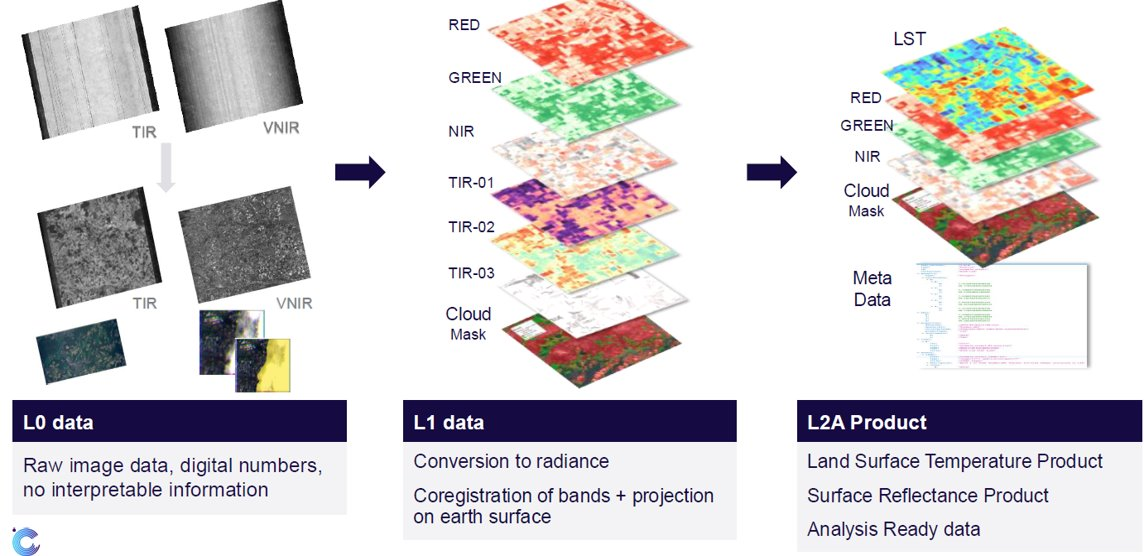 TIR
VNIR
TIR
VNIR
L0 data
Raw image data, digital numbers,
no interpretable information
RED
GREEN
NIR
TIR-01
TIR-02
TIR-03
Cloud
Mask
L1 data
Conversion to radiance
Coregistration of bands + projection
on earth surface
LST
RED
GREEN
NIR
Cloud
Mask
Meta
Data
L2A Product
Land Surface Temperature Product
Surface Reflectance Product
Analysis Ready data